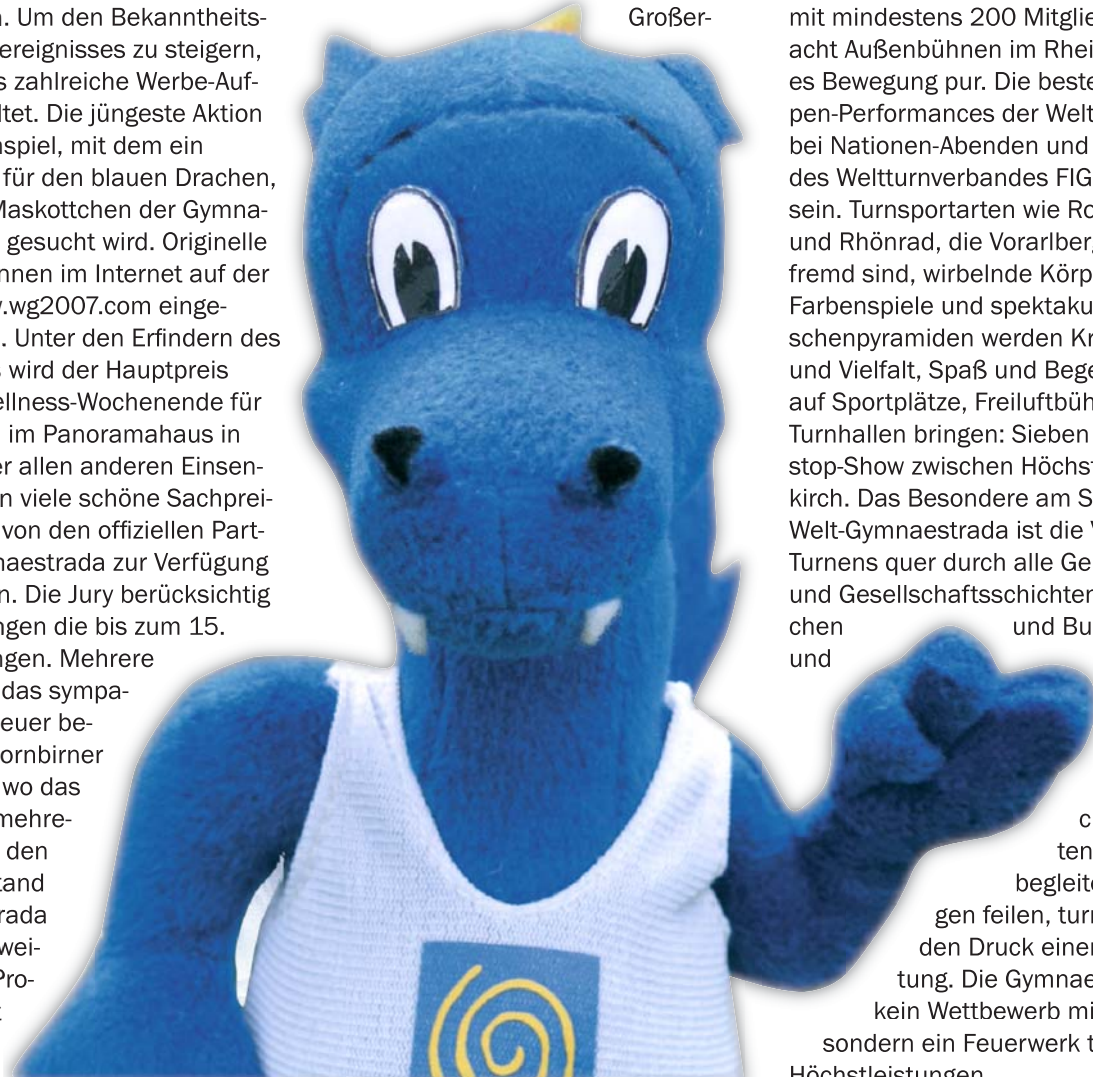 . Um den Bekanntheits-
ereignisses zu steigern,
s zahlreiche Werbe-Auf-
ltet. Die jüngste Aktion
nspiel, mit dem ein
für den blauen Drachen,
Maskottchen der Gymna-
gesucht wird. Originelle
nnen im Internet auf der
.wg2007.com einge-
. Unter den Erfindern des
wird der Hauptpreis
ellness-Wochenende für
im Panoramahaus in
er allen anderen Einsen-
n viele schöne Sachprei-
von den offiziellen Part-
naestrada zur Verfügung
n. Die Jury berücksichtig
ngen die bis zum 15.
ngen. Mehrere
das sympa-
euer be-
ornbirner
wo das
mehre-
den
tand
rada
wei-
Pro-
Großer-
mit mindestens 200 Mitglie
acht Außenbühnen im Rhei
es Bewegung pur. Die beste
pen-Performances der Welt
bei Nationen-Abenden und
des Weltturnverbandes FIG
sein. Turnsportarten wie Ro
und Rhönrad, die Vorarlber
fremd sind, wirbelnde Körp
Farbenspiele und spektaku
schenpyramiden werden Kr
und Vielfalt, Spaß und Bege
auf Sportplätze, Freiluftbüh
Turnhallen bringen: Sieben
stop-Show zwischen Höchst
kirch. Das Besondere am S
Welt-Gymnaestrada ist die V
Turnens quer durch alle Ge
und Gesellschaftsschichten
chen und Bu
und
c
ten
begleite
gen feilen, turn
den Druck einer
tung. Die Gymnae
kein Wettbewerb mi
sondern ein Feuerwerk t
Höchstleistungen